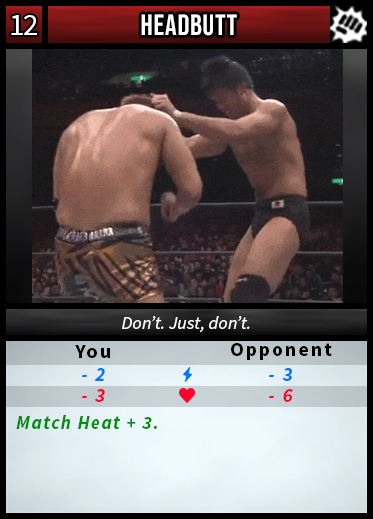 12 HEADBUTT
Don't. Just, don't.
You Opponent
- 2 - 3
- 3 - 6
Match Heat + 3.